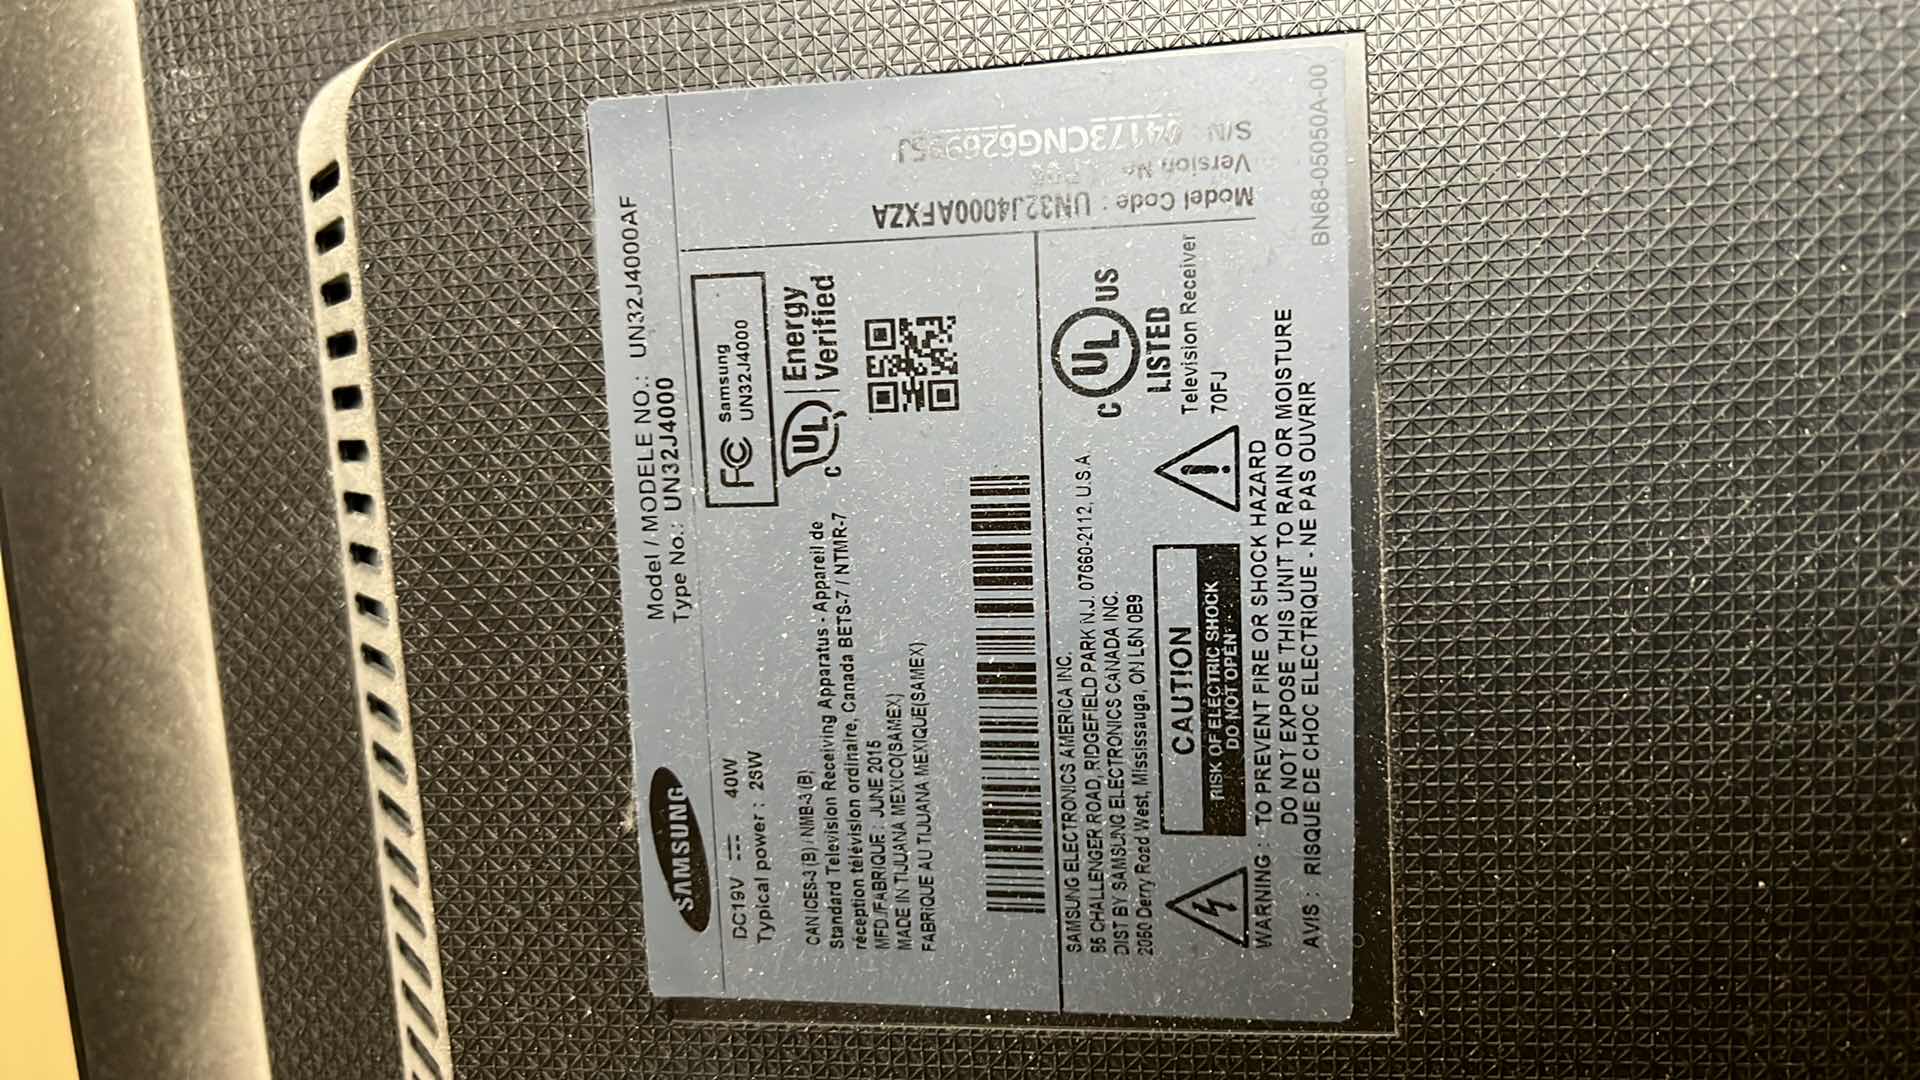 SAMSUNG
Model / MODELE NO.: UN32J4000AF
Type No.: UN32J4000
DC19V 40W
Typical power : 25W
FC Samsung
UN32J4000
CAN ICES-3 (B) / NMB-3 (B)
Standard Television Receiving Apparatus - Appareil de
réception télévision ordinaire, Canada BETS-7 / NTMR-7
MFD./FABRIQUE : JUNE 2015
MADE IN TIJUANA MEXICO(SAMEX)
FABRIQUE AU TIJUANA MEXIQUE(SAMEX)
C UL Energy
Verified
SAMSUNG ELECTRONICS AMERICA INC.
85 CHALLENGER ROAD, RIDGEFIELD PARK N.J. 07660-2112, U.S.A
DIST BY SAMSUNG ELECTRONICS CANADA INC.
2050 Derry Road West, Mississauga, ON L5N 0B9
C UL US
LISTED
Television Receiver
70FJ
CAUTION
RISK OF ELECTRIC SHOCK
DO NOT OPEN
WARNING : TO PREVENT FIRE OR SHOCK HAZARD
DO NOT EXPOSE THIS UNIT TO RAIN OR MOISTURE
AVIS : RISQUE DE CHOC ELECTRIQUE - NE PAS OUVRIR
Model Code : UN32J4000AFXZA
Version No
S/N :
BN68-05050A-00